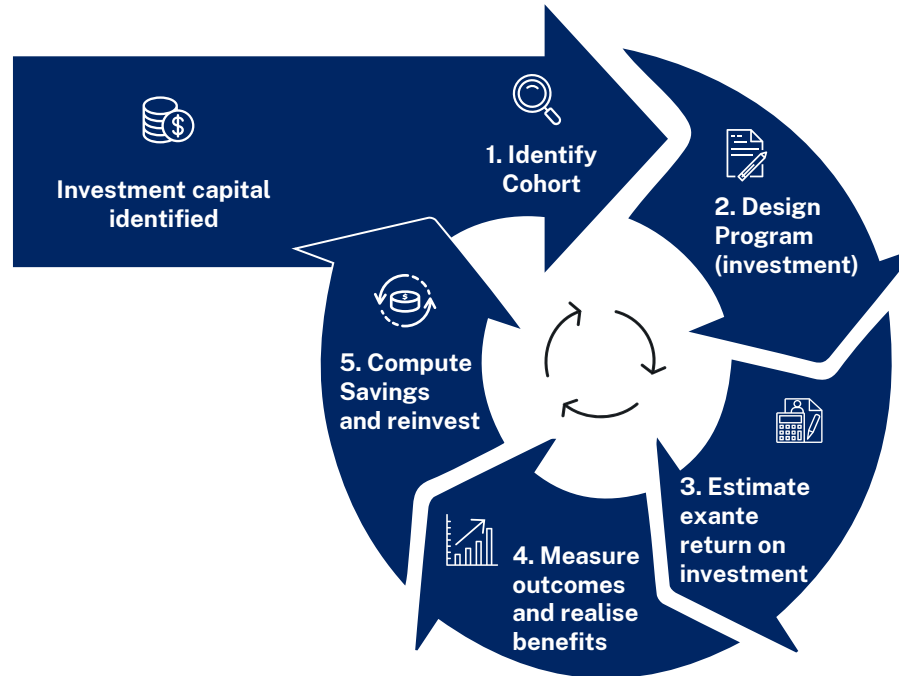 Investment capital
identified
1. Identify
Cohort
2. Design
Program
(investment)
3. Estimate
exante
return on
investment
4. Measure
outcomes
and realise
benefits
5. Compute
Savings
and reinvest